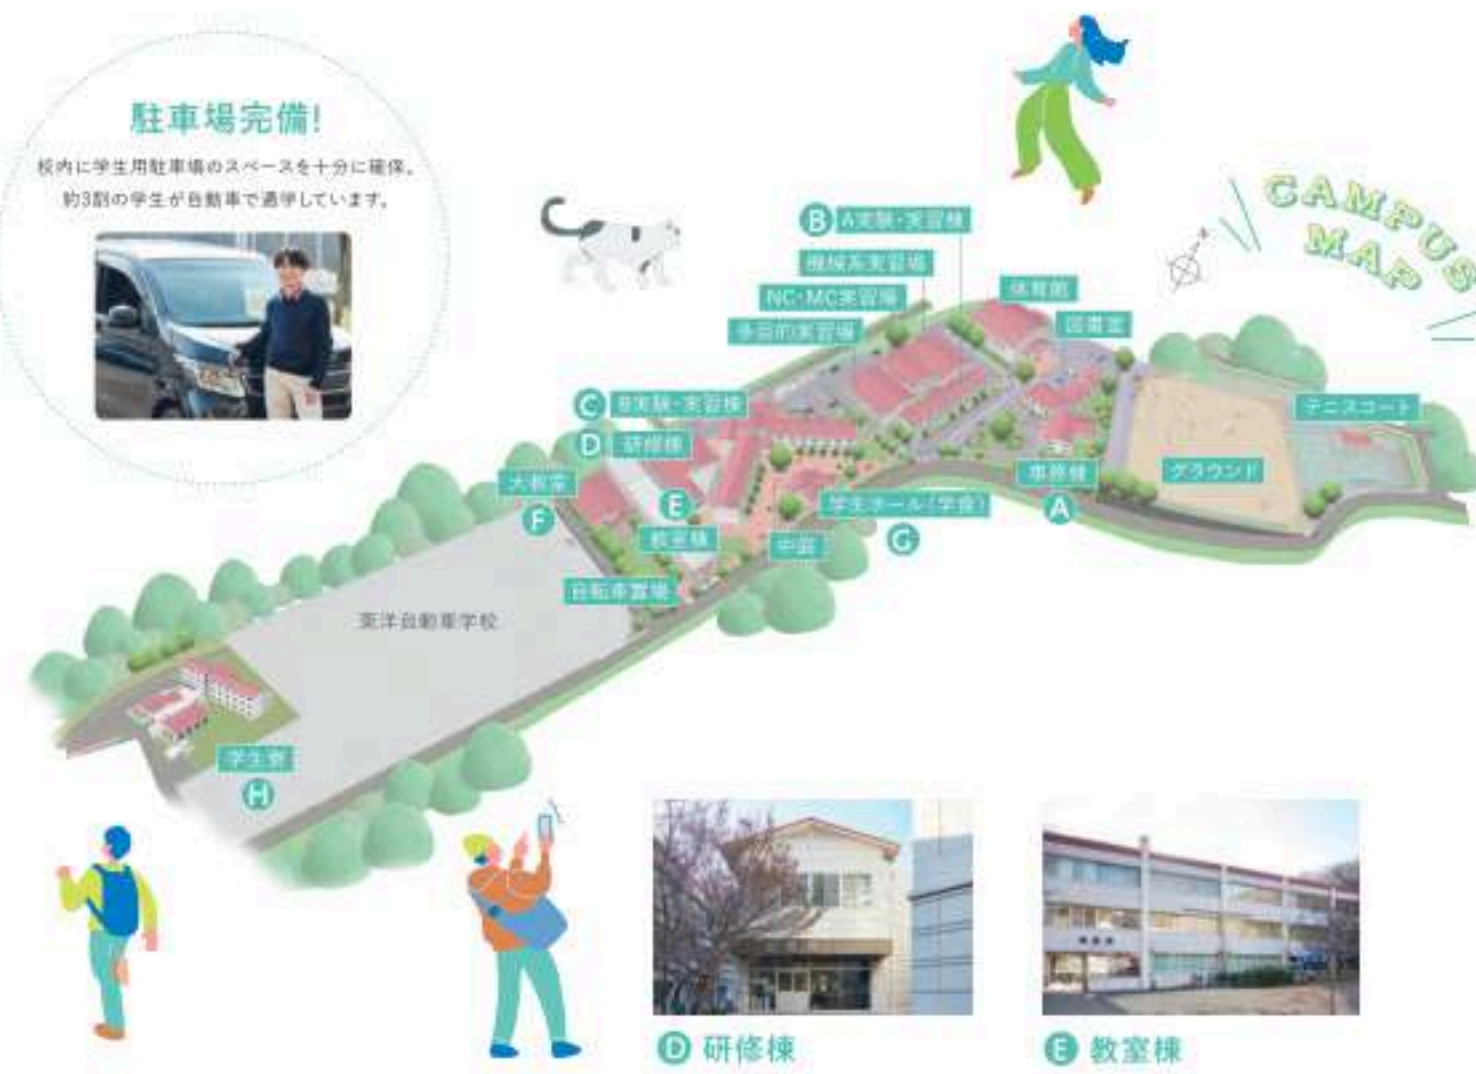 駐車場完備!
校内に学生用駐車場のスペースを十分に確保。
約3割の学生が自動車で通学しています。
CAMPUS
MAP
B A実験・実習棟
機械系実習場
NC・MC実習場
多目的実習場
体育館
図書室
C B実験・実習棟
D 研修棟
テニスコート
グラウンド
事務棟
A
大教室
F
E
教室棟
学生ホール(学食)
G
中庭
自転車置場
東洋自動車学校
学生寮
H
D 研修棟
E 教室棟